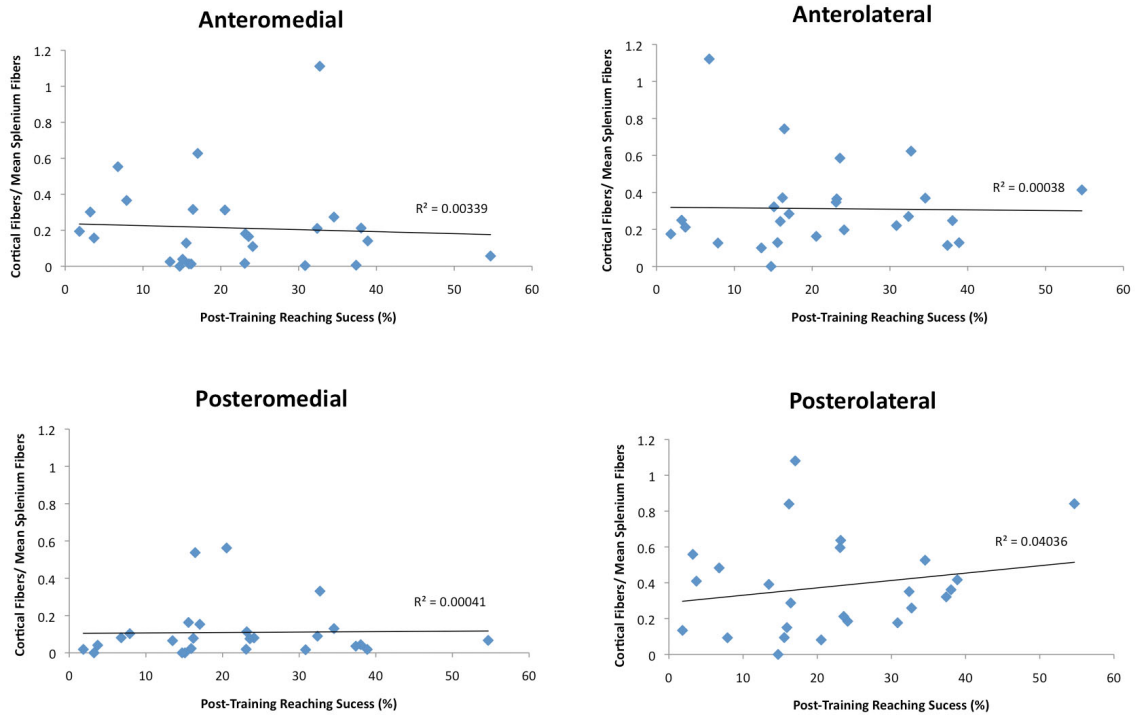 Anteromedial
Cortical Fibers/ Mean Splenium Fibers
1.2
1
0.8
0.6
0.4
0.2
0
R² = 0.00339
0 10 20 30 40 50 60
Post-Training Reaching Sucess (%)
Anterolateral
Cortical Fibers/ Mean Splenium Fibers
1.2
1
0.8
0.6
0.4
0.2
0
R² = 0.00038
0 10 20 30 40 50 60
Post-Training Reaching Sucess (%)
Posteromedial
Cortical Fibers/ Mean Splenium Fibers
1.2
1
0.8
0.6
0.4
0.2
0
R² = 0.00041
0 10 20 30 40 50 60
Post-Training Reaching Sucess (%)
Posterolateral
Cortical Fibers/ Mean Splenium Fibers
1.2
1
0.8
0.6
0.4
0.2
0
R² = 0.04036
0 10 20 30 40 50 60
Post-Training Reaching Sucess (%)